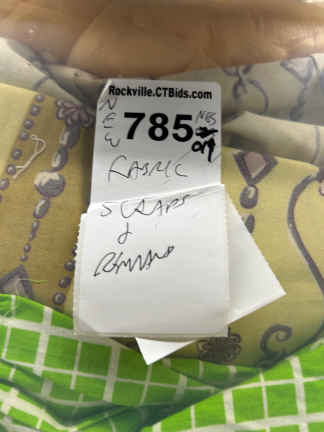 Rockville.CTBids.com
NEW
785
FABRIC
SCRAPS
&